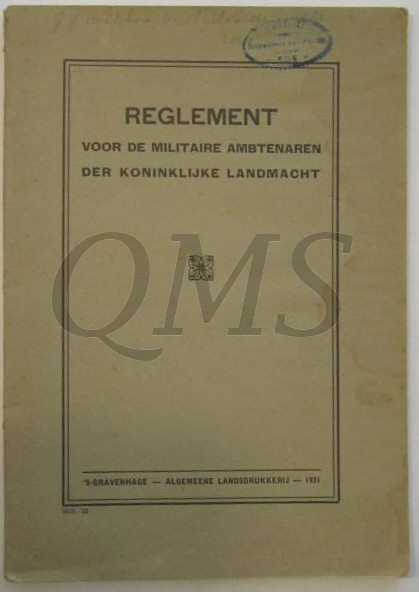 REGLEMENT
VOOR DE MILITAIRE AMBTENAREN
DER KONINKLIJKE LANDMACHT
QMS
'S-GRAVENHAGE — ALGEMEENE LANDSDRUKKERIJ — 1931